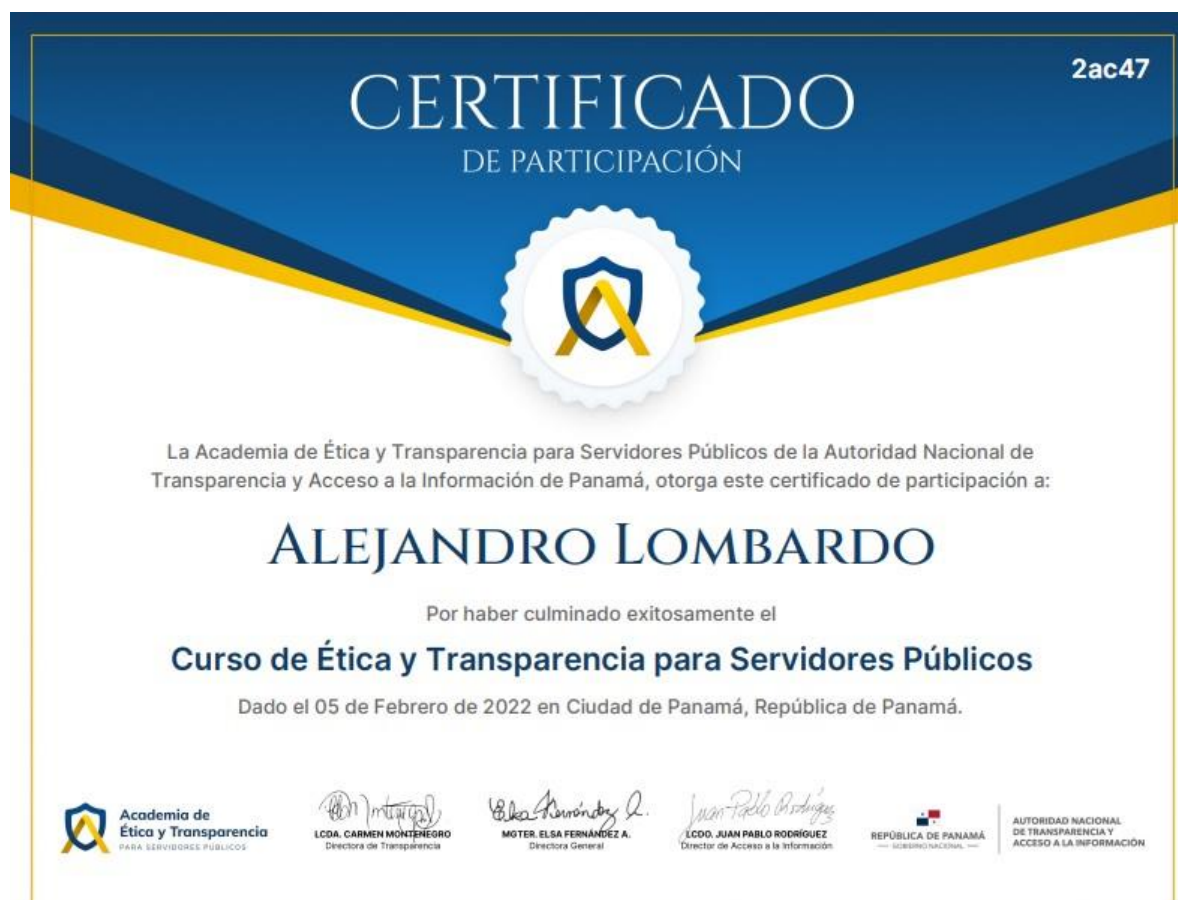 2ac47
CERTIFICADO
DE PARTICIPACIÓN
La Academia de Ética y Transparencia para Servidores Públicos de la Autoridad Nacional de
Transparencia y Acceso a la Información de Panamá, otorga este certificado de participación a:
ALEJANDRO LOMBARDO
Por haber culminado exitosamente el
Curso de Ética y Transparencia para Servidores Públicos
Dado el 05 de Febrero de 2022 en Ciudad de Panamá, República de Panamá.
Academia de
Ética y Transparencia
PARA SERVIDORES PÚBLICOS
Elsa Fernández A.
Juan Pablo Rodríguez
LCDA. CARMEN MONTENEGRO
Directora de Transparencia
MGTER. ELSA FERNÁNDEZ A.
Directora General
LCDO. JUAN PABLO RODRÍGUEZ
Director de Acceso a la Información
REPÚBLICA DE PANAMÁ
— GOBIERNO NACIONAL —
AUTORIDAD NACIONAL
DE TRANSPARENCIA Y
ACCESO A LA INFORMACIÓN